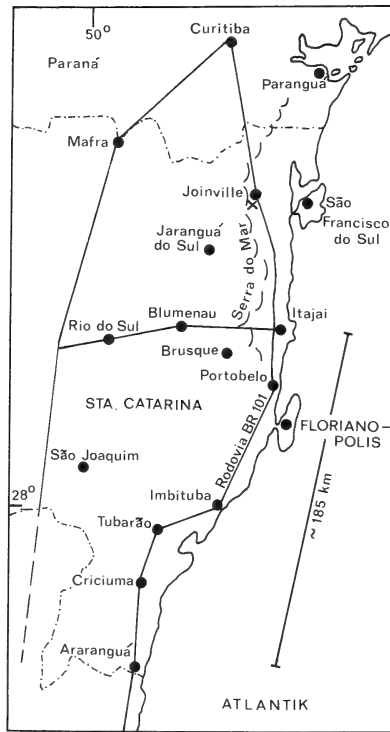 50°
Curitiba
Paraná
Paranguá
Mafra
Joinville
São
Francisco
do Sul
Jaranguá
do Sul
Serra do Mar
Blumenau
Itajai
Rio do Sul
Brusque
Portobelo
STA. CATARINA
FLORIANO-
POLIS
São Joaquim
Rodovia BR 101
~ 185 km
28°
Imbituba
Tubarão
Criciuma
Araranguá
ATLANTIK